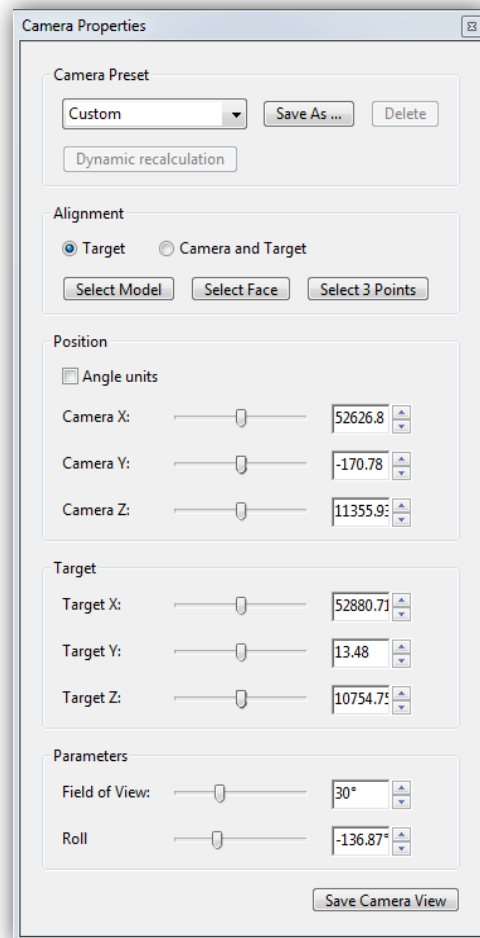 Camera Properties
Camera Preset
Custom Save As ... Delete
Dynamic recalculation
Alignment
Target Camera and Target
Select Model Select Face Select 3 Points
Position
Angle units
Camera X: 52626.8
Camera Y: -170.78
Camera Z: 11355.93
Target
Target X: 52880.71
Target Y: 13.48
Target Z: 10754.75
Parameters
Field of View: 30°
Roll -136.87°
Save Camera View